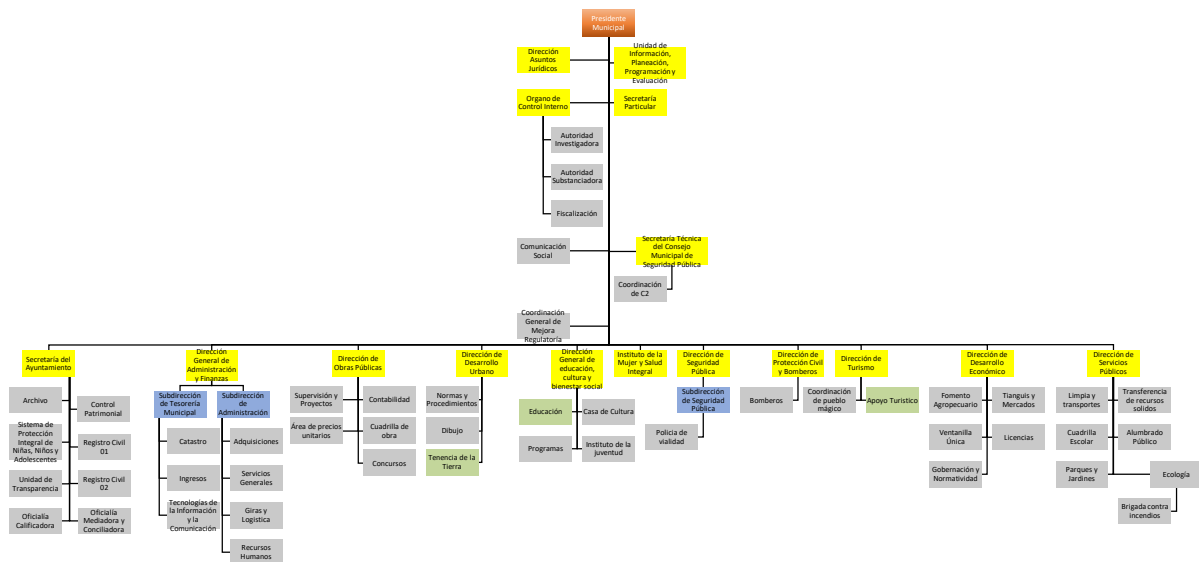 Presidente
Municipal
Dirección
Asuntos
Jurídicos
Unidad de
Información,
Planeación,
Programación y
Evaluación
Organo de
Control Interno
Secretaría
Particular
Autoridad
Investigadora
Autoridad
Substanciadora
Fiscalización
Comunicación
Social
Secretaría Técnica
del Consejo
Municipal de
Seguridad Pública
Coordinación
de C2
Coordinación
General de
Mejora
Regulatoría
Secretaría del
Ayuntamiento
Dirección
General de
Administración
y Finanzas
Dirección de
Obras Públicas
Dirección de
Desarrollo
Urbano
Dirección
General de
educación,
cultura y
bienestar social
Instituto de la
Mujer y Salud
Integral
Dirección de
Seguridad
Pública
Dirección de
Protección Civil
y Bomberos
Dirección de
Turismo
Dirección de
Desarrollo
Económico
Dirección de
Servicios
Públicos
Archivo
Control
Patrimonial
Sistema de
Protección
Integral de
Niñas, Niños y
Adolescentes
Registro Civil
01
Unidad de
Transparencia
Registro Civil
02
Oficialía
Calificadora
Oficialía
Mediadora y
Conciliadora
Subdirección
de Tesorería
Municipal
Subdirección
de
Administración
Catastro
Ingresos
Tecnologías de
la Información
y la
Comunicación
Adquisiciones
Servicios
Generales
Giras y
Logistica
Recursos
Humanos
Supervisión y
Proyectos
Contabilidad
Área de precios
unitarios
Cuadrilla de
obra
Concursos
Normas y
Procedimientos
Dibujo
Tenencia de la
Tierra
Educación
Casa de Cultura
Programas
Instituto de la
juventud
Subdirección
de Seguridad
Pública
Policia de
vialidad
Bomberos
Coordinación
de pueblo
mágico
Apoyo Turistico
Fomento
Agropecuario
Tianguis y
Mercados
Ventanilla
Única
Licencias
Gobernación y
Normatividad
Limpia y
transportes
Transferencia
de recursos
solidos
Cuadrilla
Escolar
Alumbrado
Público
Parques y
Jardines
Ecología
Brigada contra
incendios